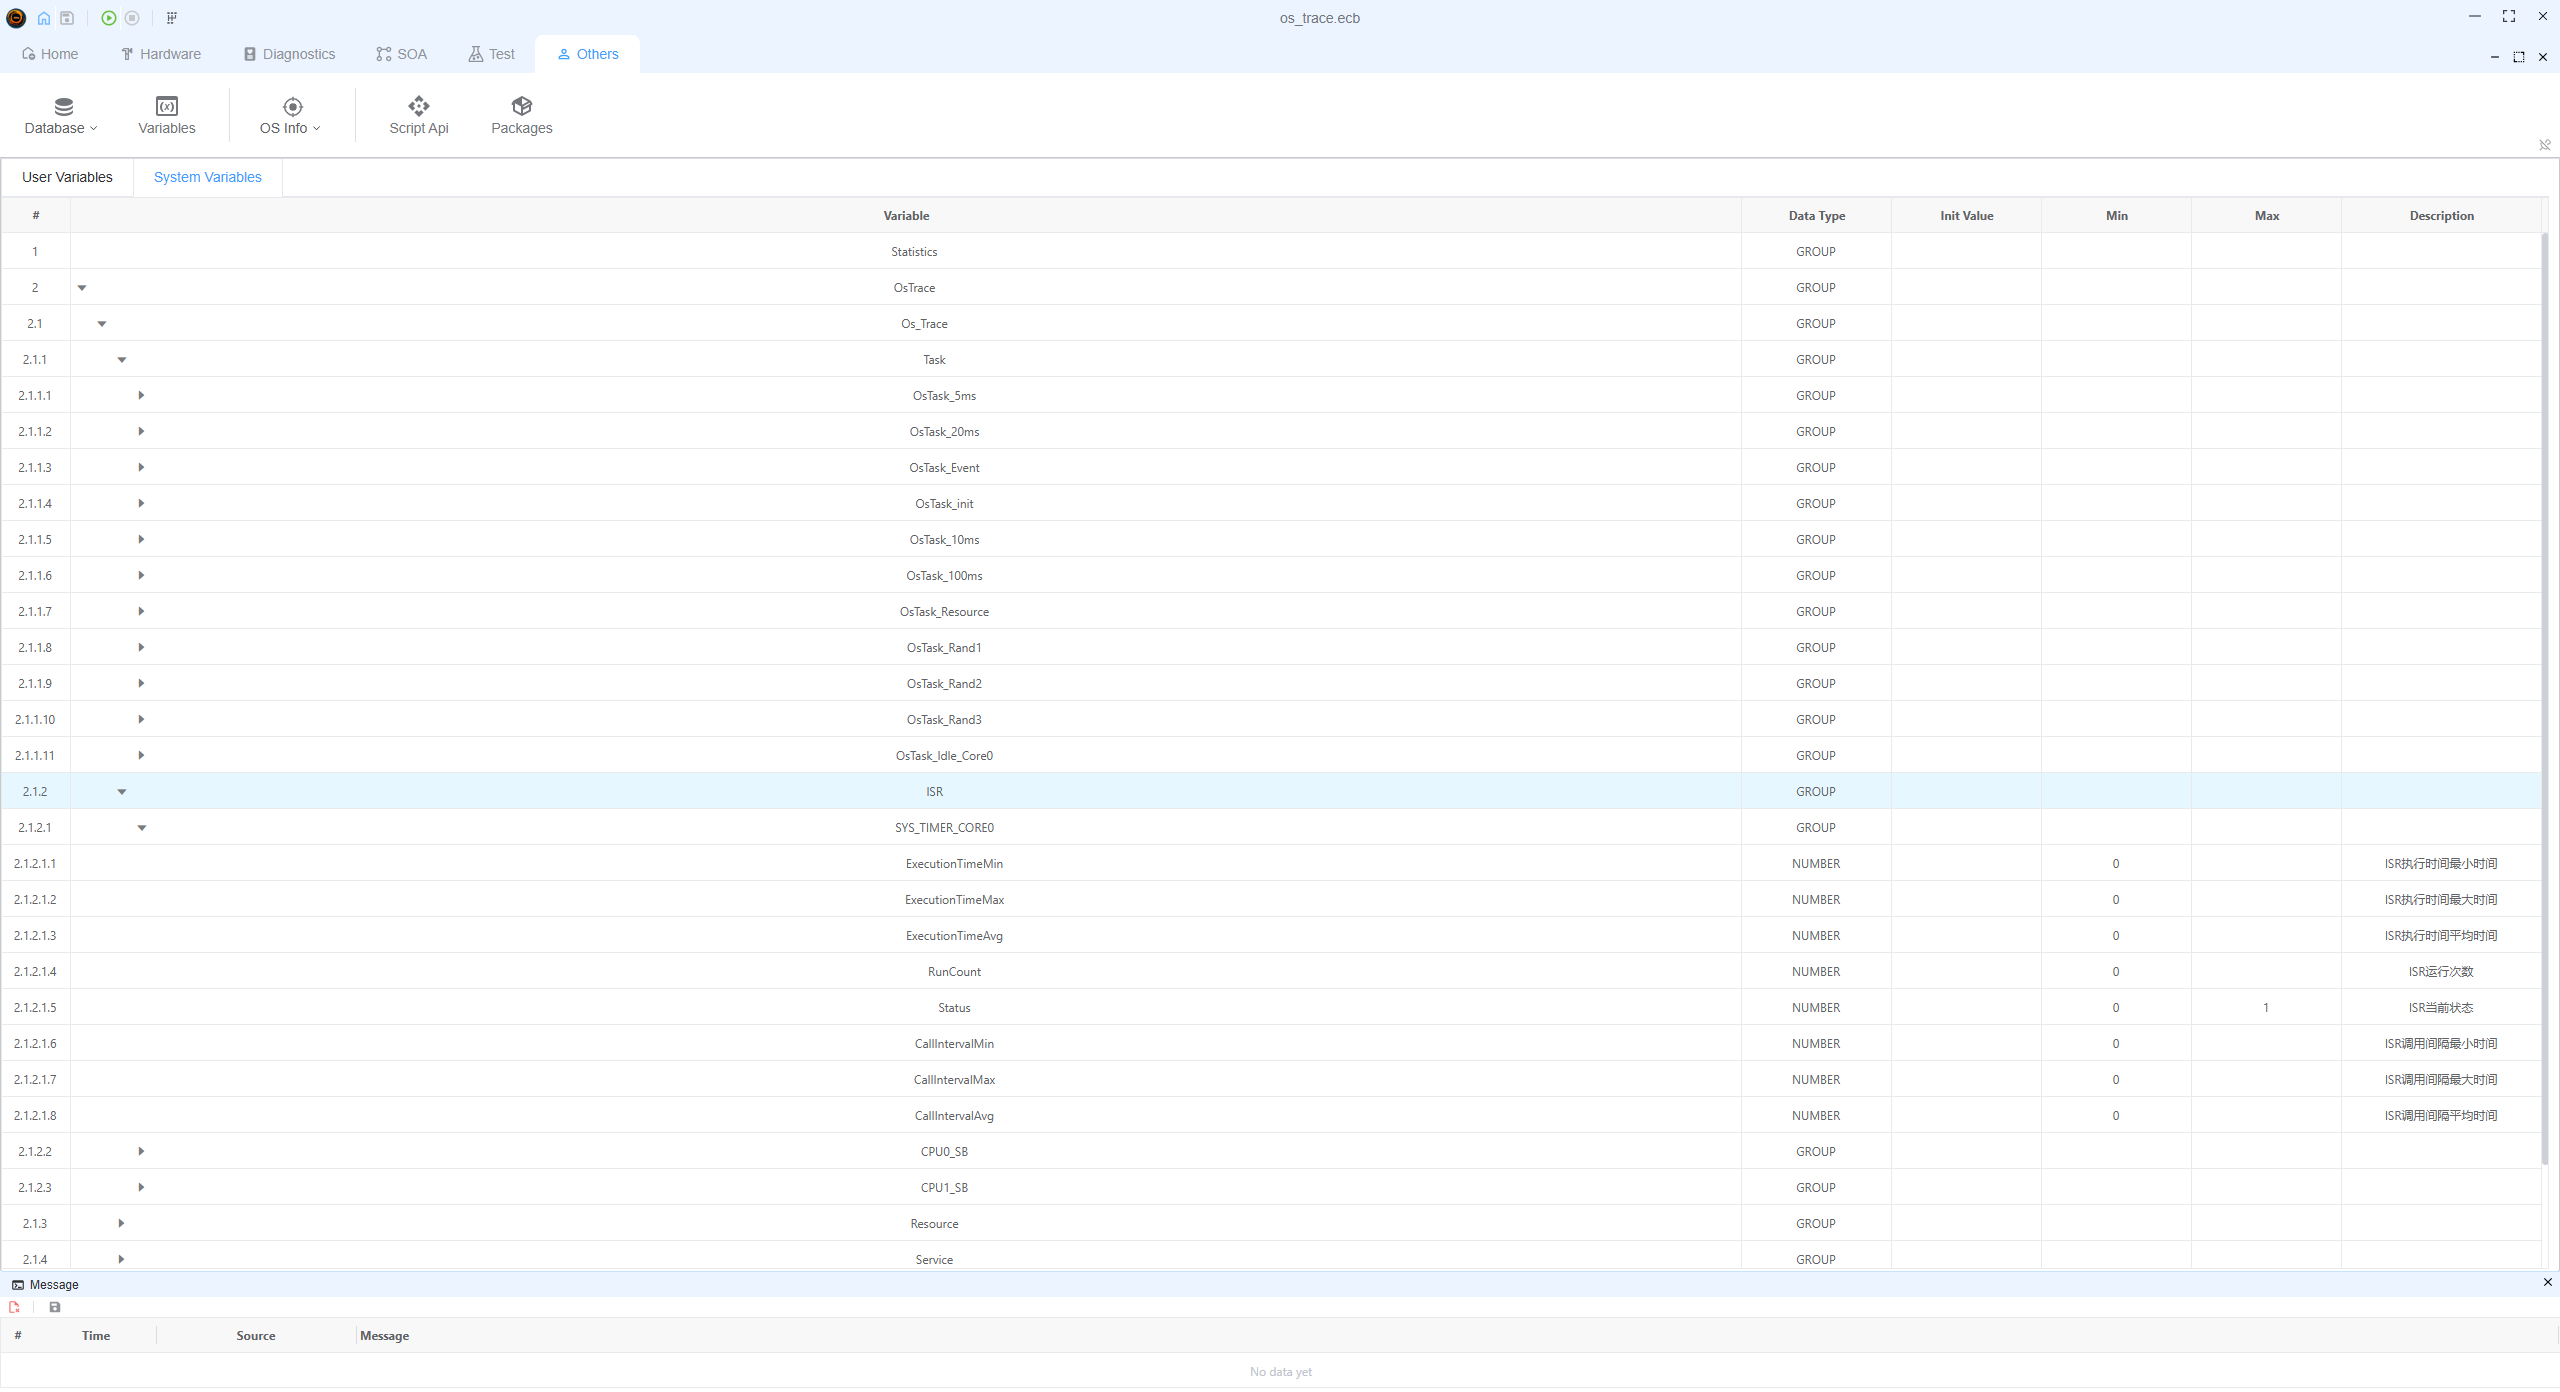 os_trace.ecb
Home Hardware Diagnostics SOA Test Others
Database Variables OS Info Script Api Packages
User Variables System Variables
# Variable Data Type Init Value Min Max Description
1 Statistics GROUP
2 OsTrace GROUP
2.1 Os_Trace GROUP
2.1.1 Task GROUP
2.1.1.1 OsTask_5ms GROUP
2.1.1.2 OsTask_20ms GROUP
2.1.1.3 OsTask_Event GROUP
2.1.1.4 OsTask_init GROUP
2.1.1.5 OsTask_10ms GROUP
2.1.1.6 OsTask_100ms GROUP
2.1.1.7 OsTask_Resource GROUP
2.1.1.8 OsTask_Rand1 GROUP
2.1.1.9 OsTask_Rand2 GROUP
2.1.1.10 OsTask_Rand3 GROUP
2.1.1.11 OsTask_Idle_Core0 GROUP
2.1.2 ISR GROUP
2.1.2.1 SYS_TIMER_CORE0 GROUP
2.1.2.1.1 ExecutionTimeMin NUMBER 0 ISR执行时间最小时间
2.1.2.1.2 ExecutionTimeMax NUMBER 0 ISR执行时间最大时间
2.1.2.1.3 ExecutionTimeAvg NUMBER 0 ISR执行时间平均时间
2.1.2.1.4 RunCount NUMBER 0 ISR运行次数
2.1.2.1.5 Status NUMBER 0 1 ISR当前状态
2.1.2.1.6 CallIntervalMin NUMBER 0 ISR调用间隔最小时间
2.1.2.1.7 CallIntervalMax NUMBER 0 ISR调用间隔最大时间
2.1.2.1.8 CallIntervalAvg NUMBER 0 ISR调用间隔平均时间
2.1.2.2 CPU0_SB GROUP
2.1.2.3 CPU1_SB GROUP
2.1.3 Resource GROUP
2.1.4 Service GROUP
Message
# Time Source Message
No data yet